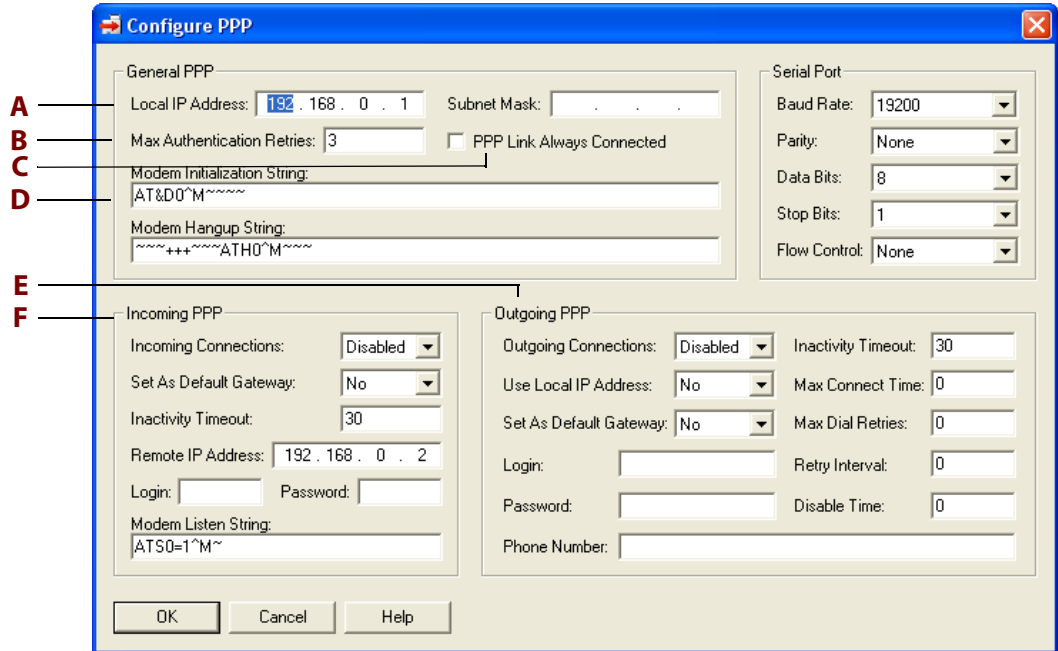 Configure PPP
General PPP
A
Local IP Address: 192 . 168 . 0 . 1
Subnet Mask: . . .
B
Max Authentication Retries: 3
C
PPP Link Always Connected
Modem Initialization String:
D
AT&D0^M~~~~
Modem Hangup String:
~~~+++~~~ATH0^M~~~
Serial Port
Baud Rate: 19200
Parity: None
Data Bits: 8
Stop Bits: 1
Flow Control: None
E
F
Incoming PPP
Incoming Connections: Disabled
Set As Default Gateway: No
Inactivity Timeout: 30
Remote IP Address: 192 . 168 . 0 . 2
Login: Password:
Modem Listen String:
ATS0=1^M~
Outgoing PPP
Outgoing Connections: Disabled
Inactivity Timeout: 30
Use Local IP Address: No
Max Connect Time: 0
Set As Default Gateway: No
Max Dial Retries: 0
Login:
Retry Interval: 0
Password:
Disable Time: 0
Phone Number:
OK
Cancel
Help